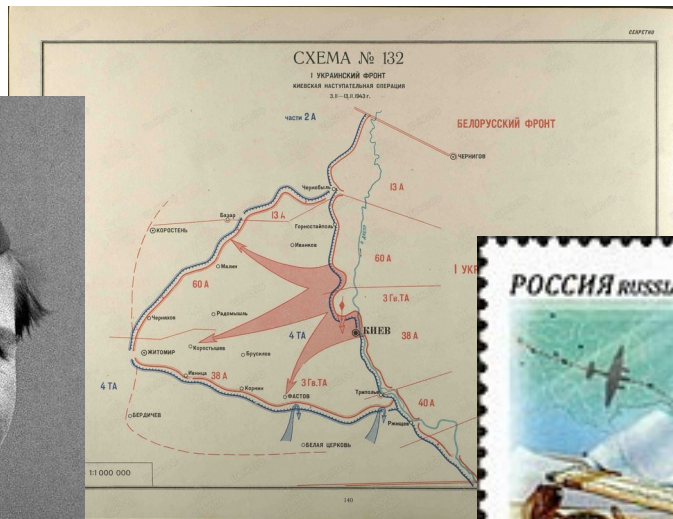 СЕКРЕТНО
СХЕМА № 132
I УКРАИНСКИЙ ФРОНТ
КИЕВСКАЯ НАСТУПАТЕЛЬНАЯ ОПЕРАЦИЯ
3.11—13.11.1943 г.
части 2 А
БЕЛОРУССКИЙ ФРОНТ
ЧЕРНИГОВ
Чернобыль
13 А
13 А
Базар
Горностайполь
КОРОСТЕНЬ
Иванков
60 А
Малин
I УКР
60 А
3 Гв. ТА
Черняхов
Радомышль
КИЕВ
4 ТА
38 А
Коростышев
ЖИТОМИР
Брусилов
38 А
Ивница
3 Гв. ТА
4 ТА
Корнин
ФАСТОВ
Триполье
40 А
БЕРДИЧЕВ
Ржищев
БЕЛАЯ ЦЕРКОВЬ
1:1 000 000
140
РОССИЯ RUSSIA